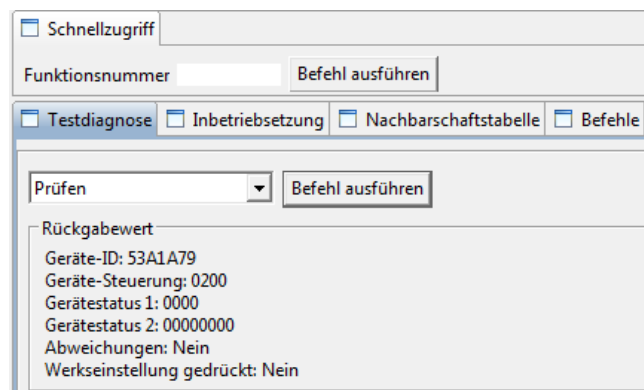 Schnellzugriff
Funktionsnummer Befehl ausführen
Testdiagnose Inbetriebsetzung Nachbarschaftstabelle Befehle
Prüfen Befehl ausführen
Rückgabewert
Geräte-ID: 53A1A79
Geräte-Steuerung: 0200
Gerätestatus 1: 0000
Gerätestatus 2: 00000000
Abweichungen: Nein
Werkseinstellung gedrückt: Nein